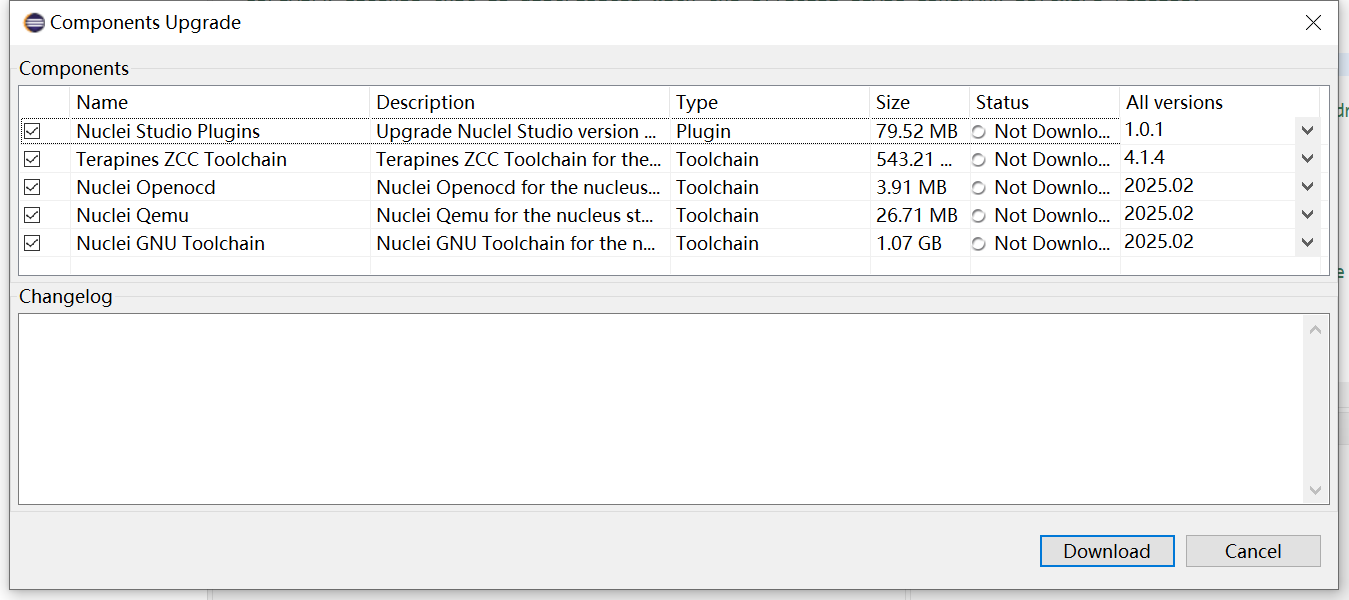 Components Upgrade
Components
Name Description Type Size Status All versions
Nuclei Studio Plugins Upgrade Nuclel Studio version ... Plugin 79.52 MB Not Downlo... 1.0.1
Terapines ZCC Toolchain Terapines ZCC Toolchain for the... Toolchain 543.21 ... Not Downlo... 4.1.4
Nuclei Openocd Nuclei Openocd for the nucleus... Toolchain 3.91 MB Not Downlo... 2025.02
Nuclei Qemu Nuclei Qemu for the nucleus st... Toolchain 26.71 MB Not Downlo... 2025.02
Nuclei GNU Toolchain Nuclei GNU Toolchain for the n... Toolchain 1.07 GB Not Downlo... 2025.02
Changelog
Download Cancel